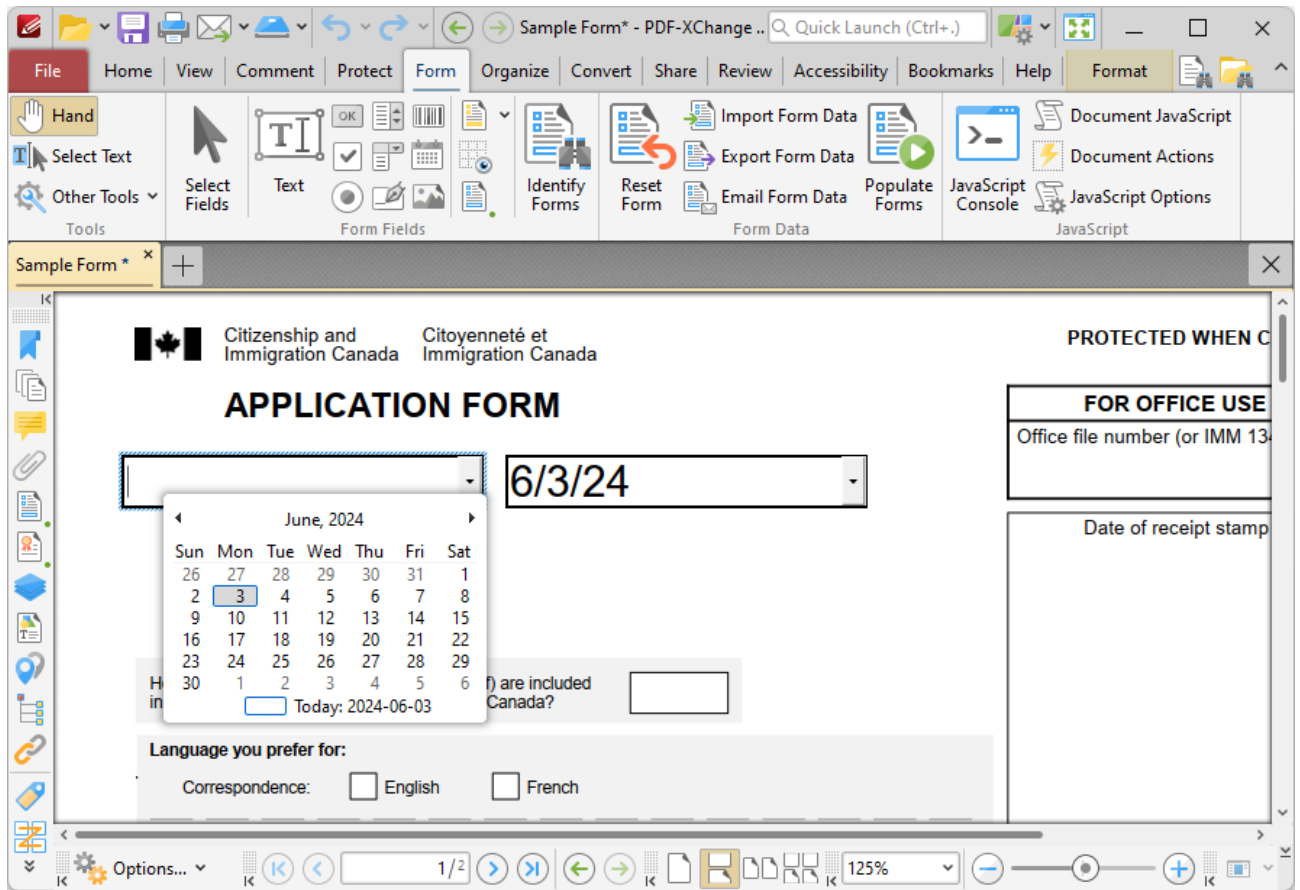 Sample Form* - PDF-XChange .. Quick Launch (Ctrl+.)
File Home View Comment Protect Form Organize Convert Share Review Accessibility Bookmarks Help Format
Hand
Select Text
Other Tools
Tools
Select Fields
Text
OK
Form Fields
Identify Forms
Reset Form
Import Form Data
Export Form Data
Email Form Data
Populate Forms
Form Data
JavaScript Console
Document JavaScript
Document Actions
JavaScript Options
JavaScript
Sample Form *
Citizenship and Citoyenneté et
Immigration Canada Immigration Canada
PROTECTED WHEN C
APPLICATION FORM
FOR OFFICE USE
Office file number (or IMM 134
6/3/24
Date of receipt stamp
June, 2024
Sun Mon Tue Wed Thu Fri Sat
26 27 28 29 30 31 1
2 3 4 5 6 7 8
9 10 11 12 13 14 15
16 17 18 19 20 21 22
23 24 25 26 27 28 29
30 1 2 3 4 5 6
Today: 2024-06-03
f) are included
in Canada?
Language you prefer for:
Correspondence: English French
Options... 1/2 125%